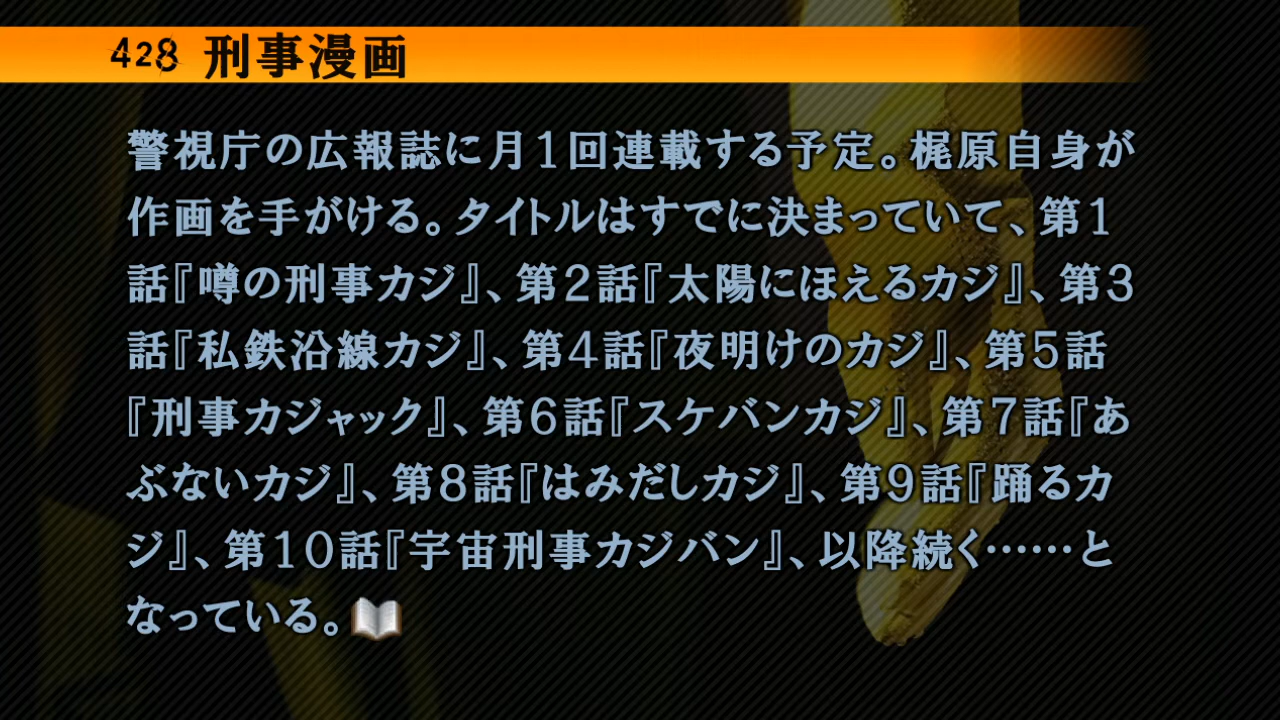 428 刑事漫画
警視庁の広報誌に月1回連載する予定。梶原自身が
作画を手がける。タイトルはすでに決まっていて、第1
話『噂の刑事カジ』、第2話『太陽にほえるカジ』、第3
話『私鉄沿線カジ』、第4話『夜明けのカジ』、第5話
『刑事カジャック』、第6話『スケバンカジ』、第7話『あ
ぶないカジ』、第8話『はみだしカジ』、第9話『踊るカ
ジ』、第10話『宇宙刑事カジバン』、以降続く……と
なっている。